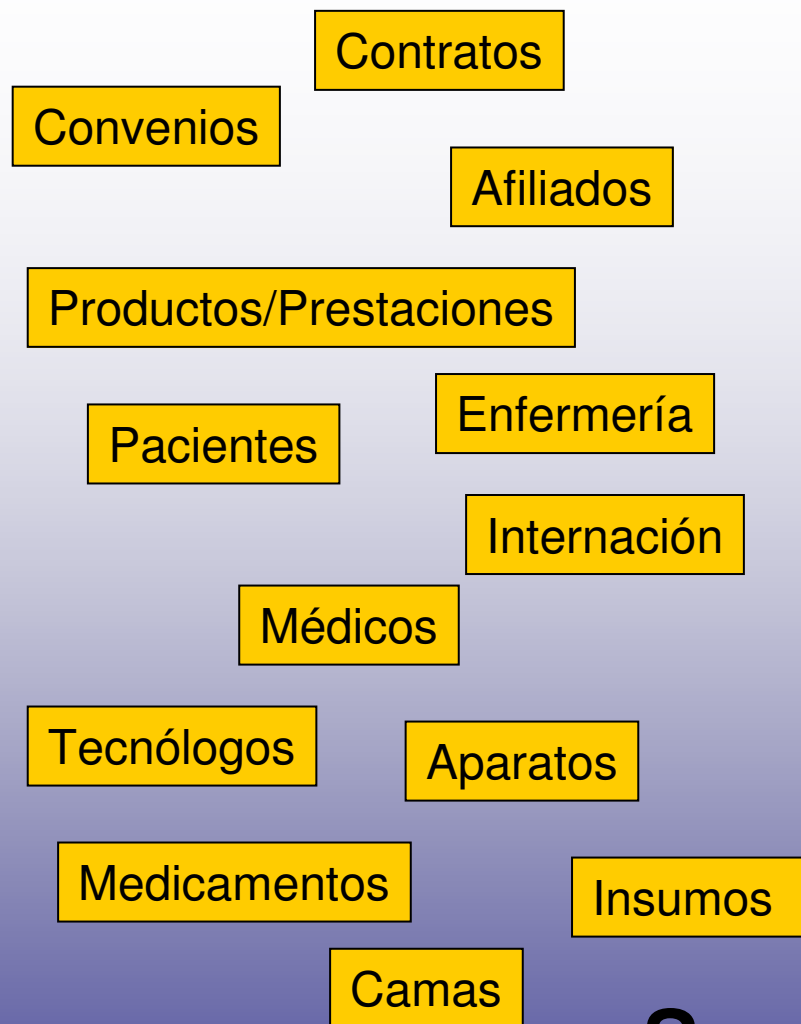 Contratos
Convenios
Afiliados
Productos/Prestaciones
Enfermería
Pacientes
Internación
Médicos
Tecnólogos
Aparatos
Medicamentos
Insumos
Camas